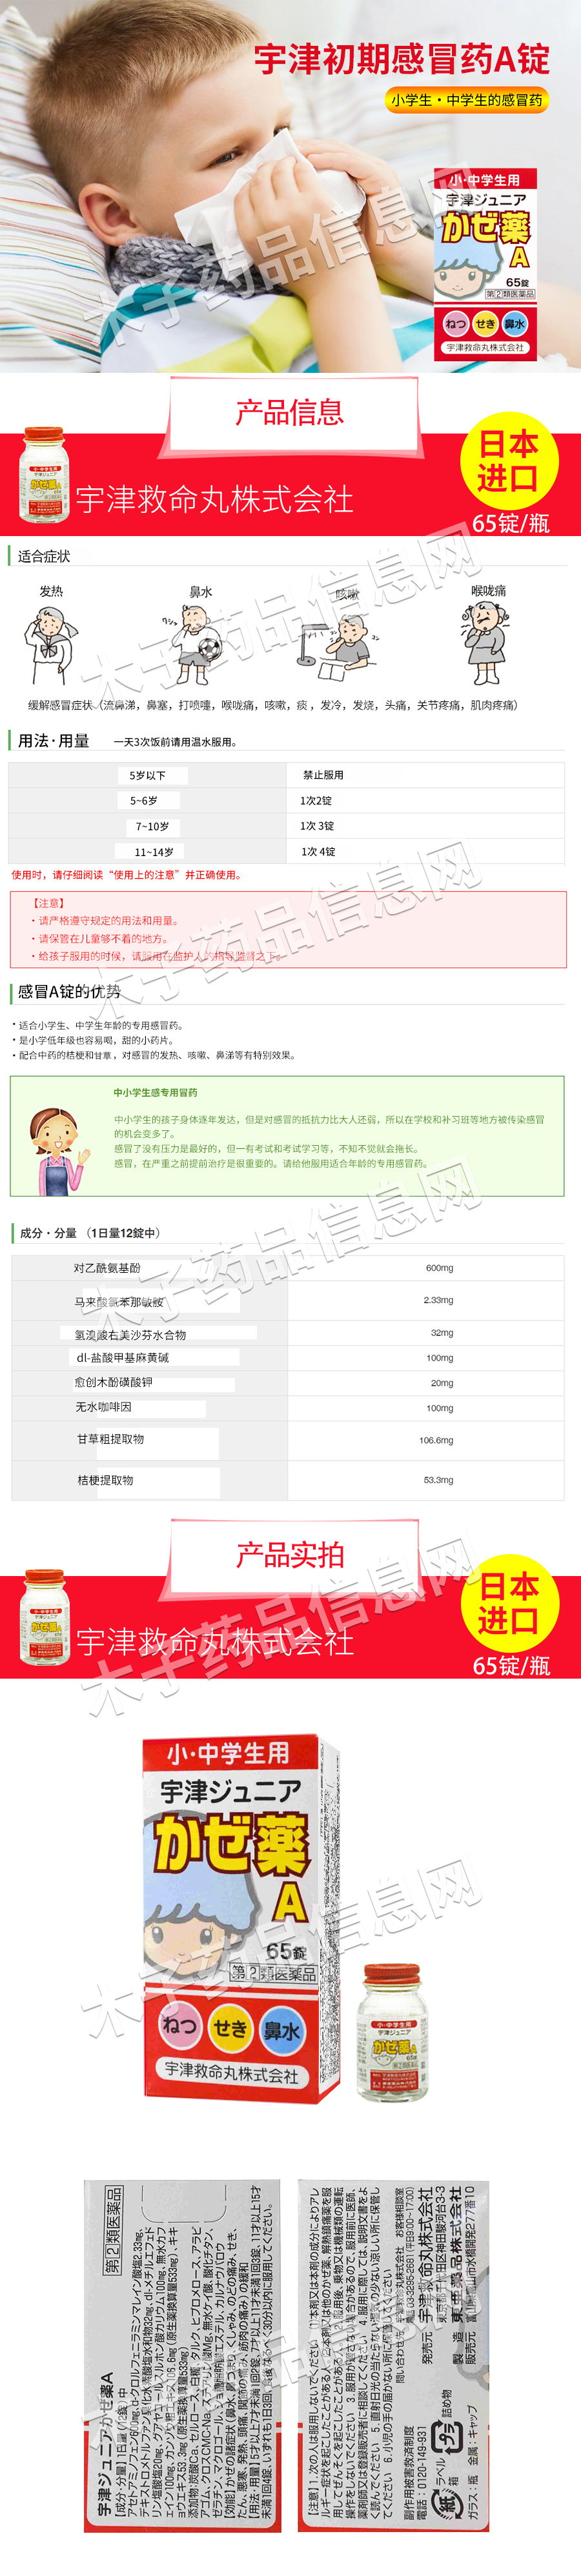 宇津初期感冒药A锭
小学生·中学生的感冒药
小·中学生用
宇津ジュニア
かぜ薬
A
65錠
第②類医薬品
ねつ せき 鼻水
宇津救命丸株式会社
木子药品信息网
产品信息
日本
进口
宇津救命丸株式会社
65锭/瓶
适合症状
发热 鼻水 咳嗽 喉咙痛
缓解感冒症状（流鼻涕，鼻塞，打喷嚏，喉咙痛，咳嗽，痰，发冷，发烧，头痛，关节疼痛，肌肉疼痛）
用法·用量 一天3次饭前请用温水服用。
5岁以下 禁止服用
5~6岁 1次2锭
7~10岁 1次 3锭
11~14岁 1次 4锭
使用时，请仔细阅读“使用上的注意”并正确使用。
【注意】
·请严格遵守规定的用法和用量。
·请保管在儿童够不着的地方。
·给孩子服用的时候，请服用在监护人的指导监督之下。
感冒A锭的优势
·适合小学生、中学生年龄的专用感冒药。
·是小学低年级也容易喝，甜的小药片。
·配合中药的桔梗和甘草，对感冒的发热、咳嗽、鼻涕等有特别效果。
中小学生感专用冒药
中小学生的孩子身体逐年发达，但是对感冒的抵抗力比大人还弱，所以在学校和补习班等地方被传染感冒
的机会变多了。
感冒了没有压力是最好的，但一有考试和考试学习等，不知不觉就会拖长。
感冒，在严重之前提前治疗是很重要的。请给他服用适合年龄的专用感冒药。
成分·分量 （1日量12錠中）
对乙酰氨基酚 600mg
马来酸氯苯那敏胺 2.33mg
氢溴酸右美沙芬水合物 32mg
dl-盐酸甲基麻黄碱 100mg
愈创木酚磺酸钾 20mg
无水咖啡因 100mg
甘草粗提取物 106.6mg
桔梗提取物 53.3mg
产品实拍
日本
进口
宇津救命丸株式会社
65锭/瓶
小·中学生用
宇津ジュニア
かぜ薬
A
65錠
第②類医薬品
ねつ せき 鼻水
宇津救命丸株式会社
小·中学生用
宇津ジュニア
かぜ薬
第②類医薬品
宇津ジュニアかぜ薬A